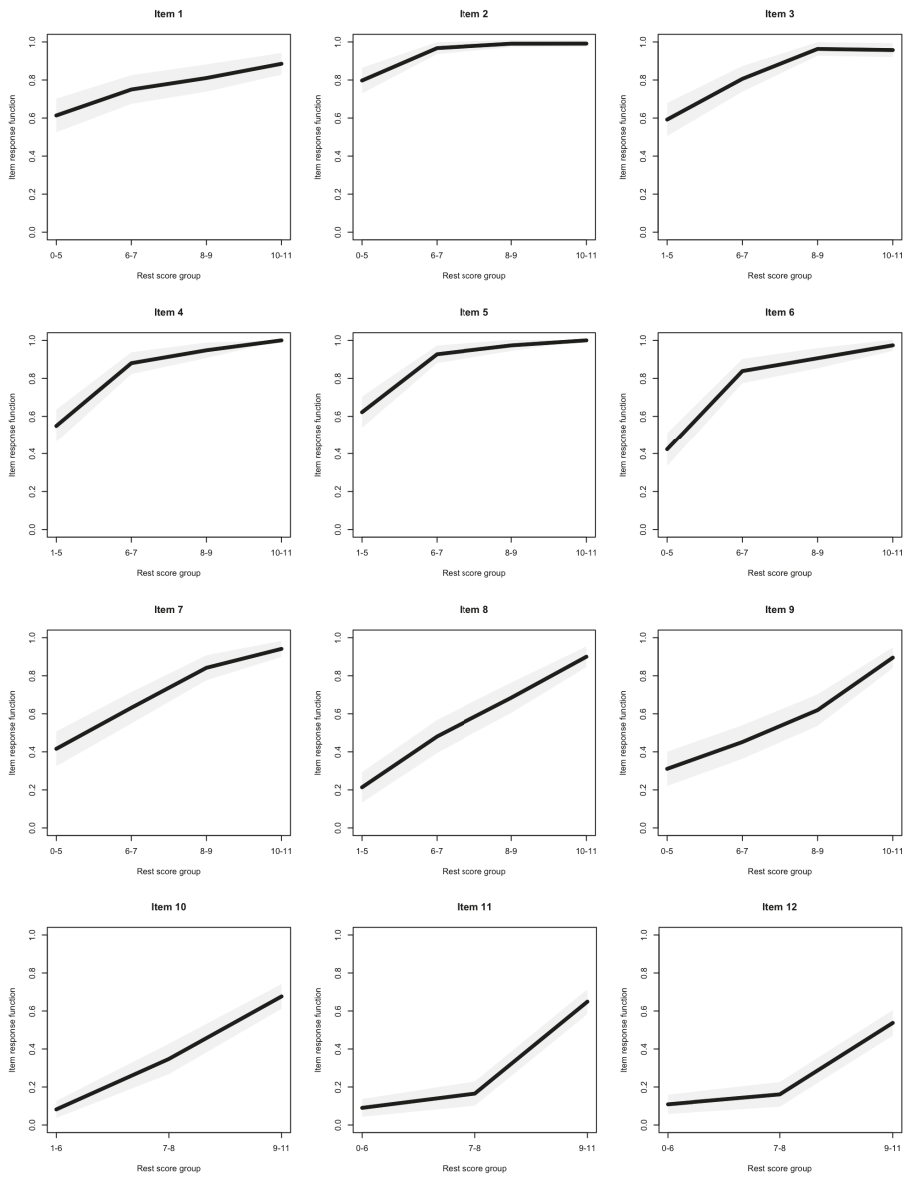 Item 1
Item response function
1.0
0.8
0.6
0.4
0.2
0.0
0-5 6-7 8-9 10-11
Rest score group
Item 2
Item response function
1.0
0.8
0.6
0.4
0.2
0.0
0-5 6-7 8-9 10-11
Rest score group
Item 3
Item response function
1.0
0.8
0.6
0.4
0.2
0.0
1-5 6-7 8-9 10-11
Rest score group
Item 4
Item response function
1.0
0.8
0.6
0.4
0.2
0.0
1-5 6-7 8-9 10-11
Rest score group
Item 5
Item response function
1.0
0.8
0.6
0.4
0.2
0.0
1-5 6-7 8-9 10-11
Rest score group
Item 6
Item response function
1.0
0.8
0.6
0.4
0.2
0.0
0-5 6-7 8-9 10-11
Rest score group
Item 7
Item response function
1.0
0.8
0.6
0.4
0.2
0.0
0-5 6-7 8-9 10-11
Rest score group
Item 8
Item response function
1.0
0.8
0.6
0.4
0.2
0.0
1-5 6-7 8-9 10-11
Rest score group
Item 9
Item response function
1.0
0.8
0.6
0.4
0.2
0.0
0-5 6-7 8-9 10-11
Rest score group
Item 10
Item response function
1.0
0.8
0.6
0.4
0.2
0.0
1-6 7-8 9-11
Rest score group
Item 11
Item response function
1.0
0.8
0.6
0.4
0.2
0.0
0-6 7-8 9-11
Rest score group
Item 12
Item response function
1.0
0.8
0.6
0.4
0.2
0.0
0-6 7-8 9-11
Rest score group